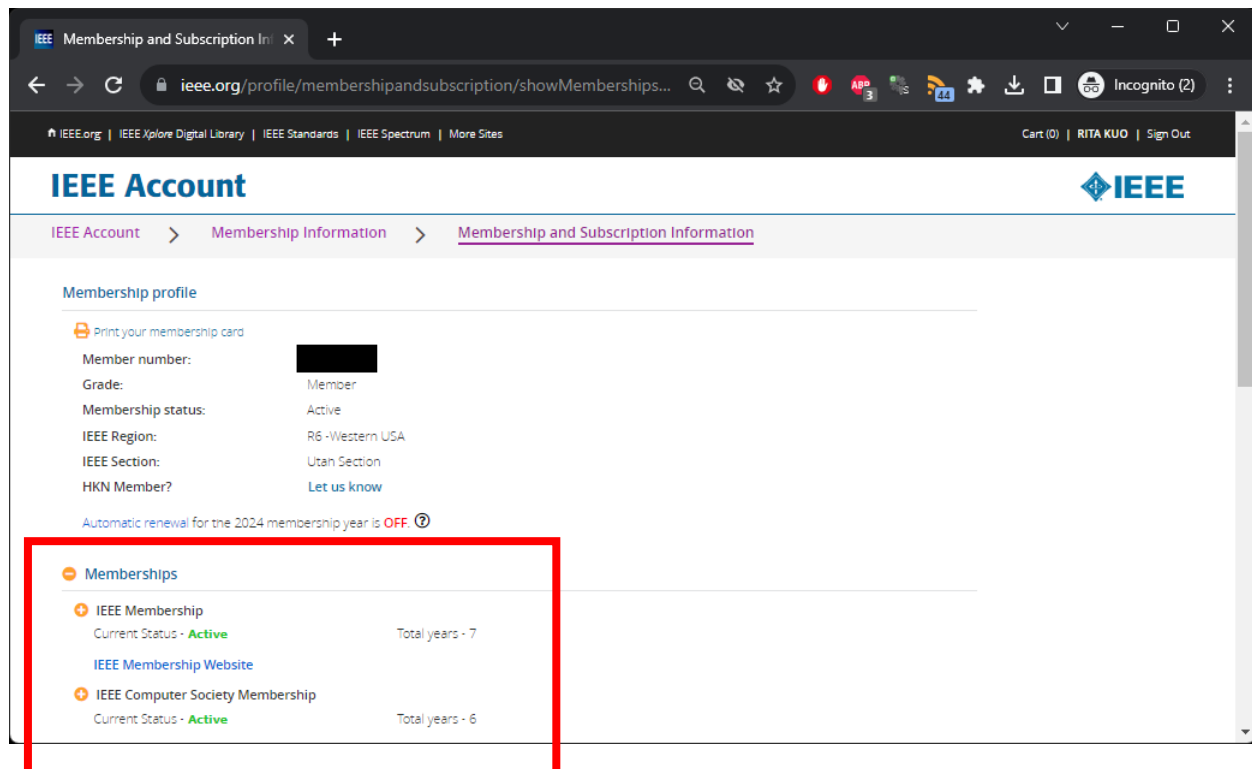 IEEE Membership and Subscription Inf
ieee.org/profile/membershipandsubscription/showMemberships... ABP 3 44 Incognito (2)
IEEE.org | IEEE Xplore Digital Library | IEEE Standards | IEEE Spectrum | More Sites Cart (0) | RITA KUO | Sign Out
IEEE Account IEEE
IEEE Account > Membership Information > Membership and Subscription Information
Membership profile
Print your membership card
Member number:
Grade: Member
Membership status: Active
IEEE Region: R6 -Western USA
IEEE Section: Utah Section
HKN Member? Let us know
Automatic renewal for the 2024 membership year is OFF. ?
Memberships
IEEE Membership
Current Status - Active Total years - 7
IEEE Membership Website
IEEE Computer Society Membership
Current Status - Active Total years - 6